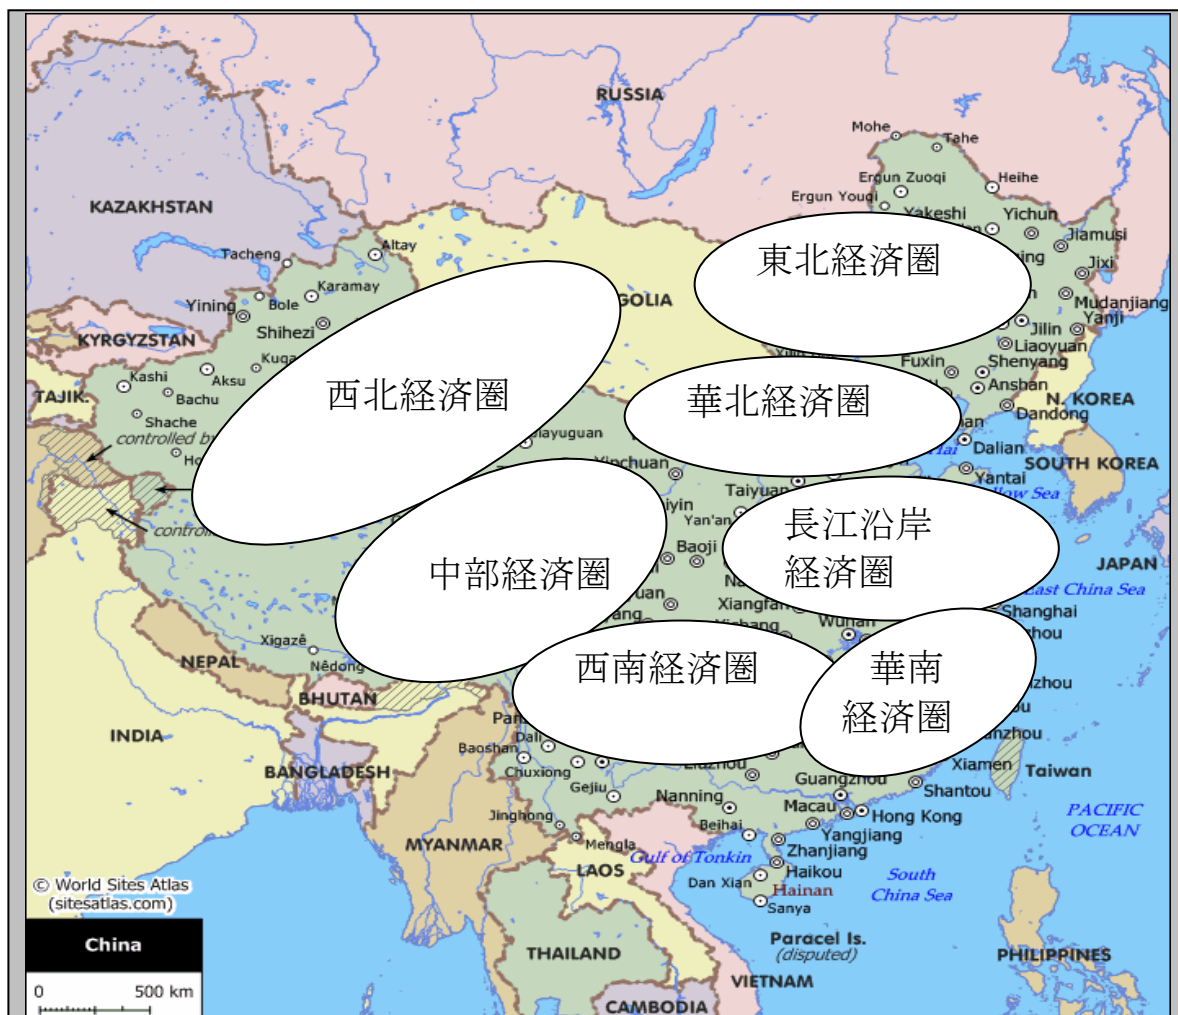 RUSSIA
Mohe
Tahe
Ergun Zuoqi
Heihe
Ergun Youqi
KAZAKHSTAN
Yakeshi
Yichun
Jiamusi
Altay
Tacheng
東北経済圏
Jixi
Karamay
Bole
Yining
Mudanjiang
Yanji
Shihezi
Jilin
KYRGYZSTAN
Liaoyuan
Fuxin
Shenyang
Kuqa
Kashi
Aksu
Anshan
TAJIK.
Bachu
西北経済圏
華北経済圏
N. KOREA
Shache
Dandong
controlled by
Dalian
SOUTH KOREA
Yinchuan
Yantai
Taiyuan
Yan'an
長江沿岸
経済圏
Baoji
中部経済圏
JAPAN
East China Sea
Xiangfan
Shanghai
Wuhan
Xigazê
NEPAL
Nêdong
西南経済圏
華南
経済圏
BHUTAN
INDIA
Dali
Baoshan
Chuxiong
BANGLADESH
Xiamen
Taiwan
Guangzhou
Shantou
Gejiu
Nanning
Macau
Hong Kong
PACIFIC
OCEAN
Jinghong
Beihai
Yangjiang
Mengla
MYANMAR
Gulf of Tonkin
Zhanjiang
LAOS
Haikou
South
China Sea
Dan Xian
Hainan
Sanya
© World Sites Atlas
(sitesatlas.com)
China
Paracel Is.
(disputed)
THAILAND
PHILIPPINES
VIETNAM
0 500 km
CAMBODIA